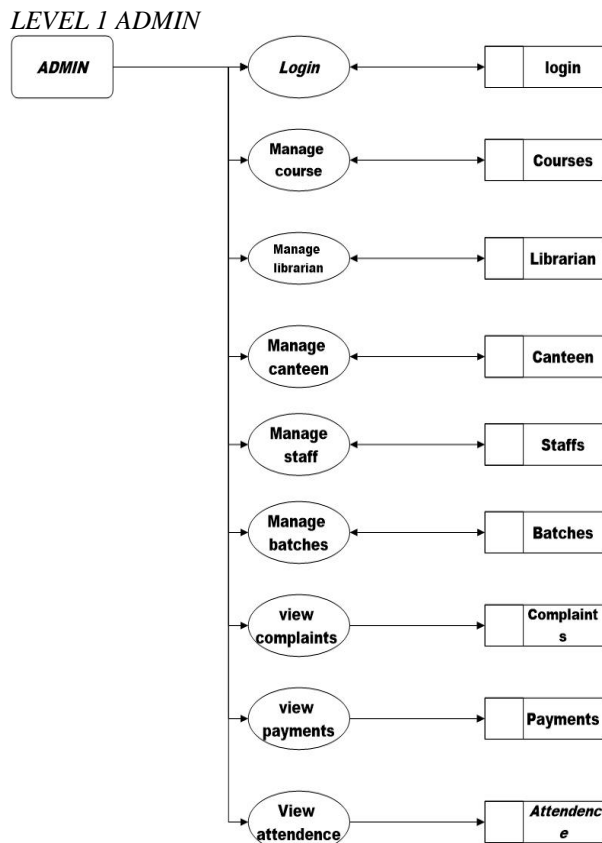 LEVEL 1 ADMIN
ADMIN
Login
login
Manage
course
Courses
Manage
librarian
Librarian
Manage
canteen
Canteen
Manage
staff
Staffs
Manage
batches
Batches
view
complaints
Complaint
s
view
payments
Payments
View
attendence
Attendenc
e